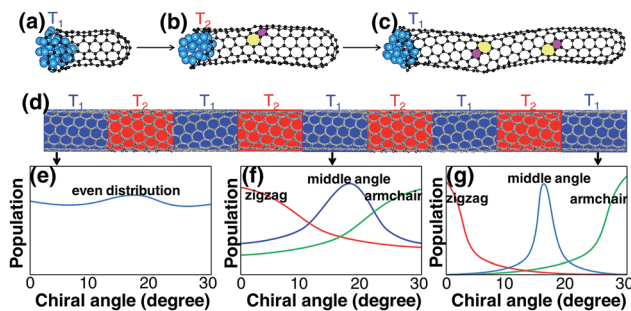 (a) T1 (b) T2 (c) T1
(d) T1 T2 T1 T2 T1 T2 T1 T2 T1
(e) even distribution
Population
0 10 20 30
Chiral angle (degree)
(f) middle angle
zigzag armchair
Population
0 10 20 30
Chiral angle (degree)
(g) middle angle
zigzag armchair
Population
0 10 20 30
Chiral angle (degree)